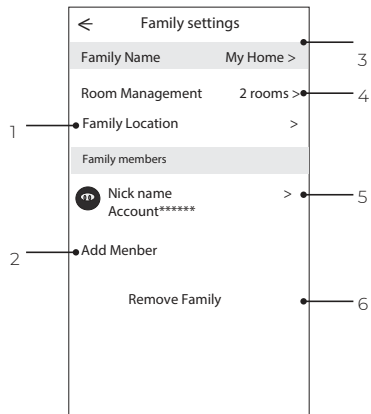 Family settings
Family Name My Home >
3
Room Management 2 rooms >
4
1
Family Location >
Family members
Nick name >
Account******
5
2
Add Menber
Remove Family
6